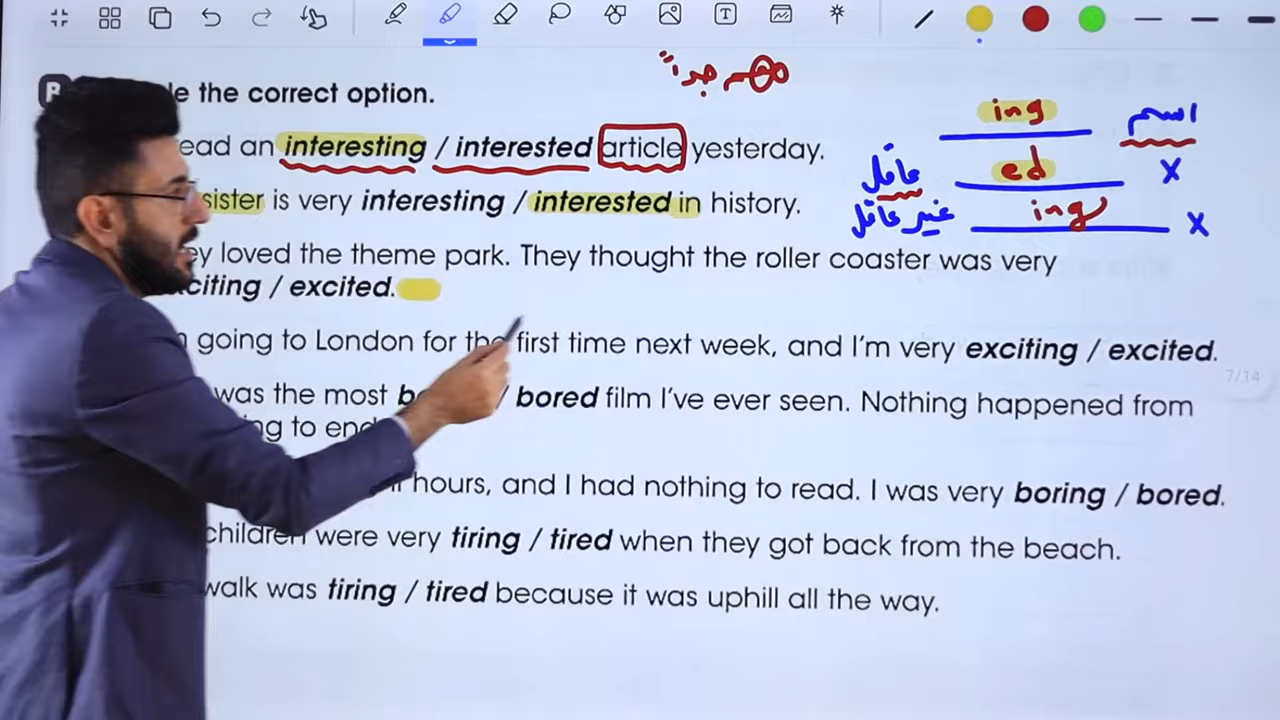 مهم جداً
ing اسم
عاقل ed X
غير عاقل ing X
B le the correct option.
ead an interesting / interested article yesterday.
sister is very interesting / interested in history.
ey loved the theme park. They thought the roller coaster was very
citing / excited.
going to London for the first time next week, and I'm very exciting / excited.
7/14
was the most b / bored film I've ever seen. Nothing happened from
ng to end
hours, and I had nothing to read. I was very boring / bored.
children were very tiring / tired when they got back from the beach.
walk was tiring / tired because it was uphill all the way.